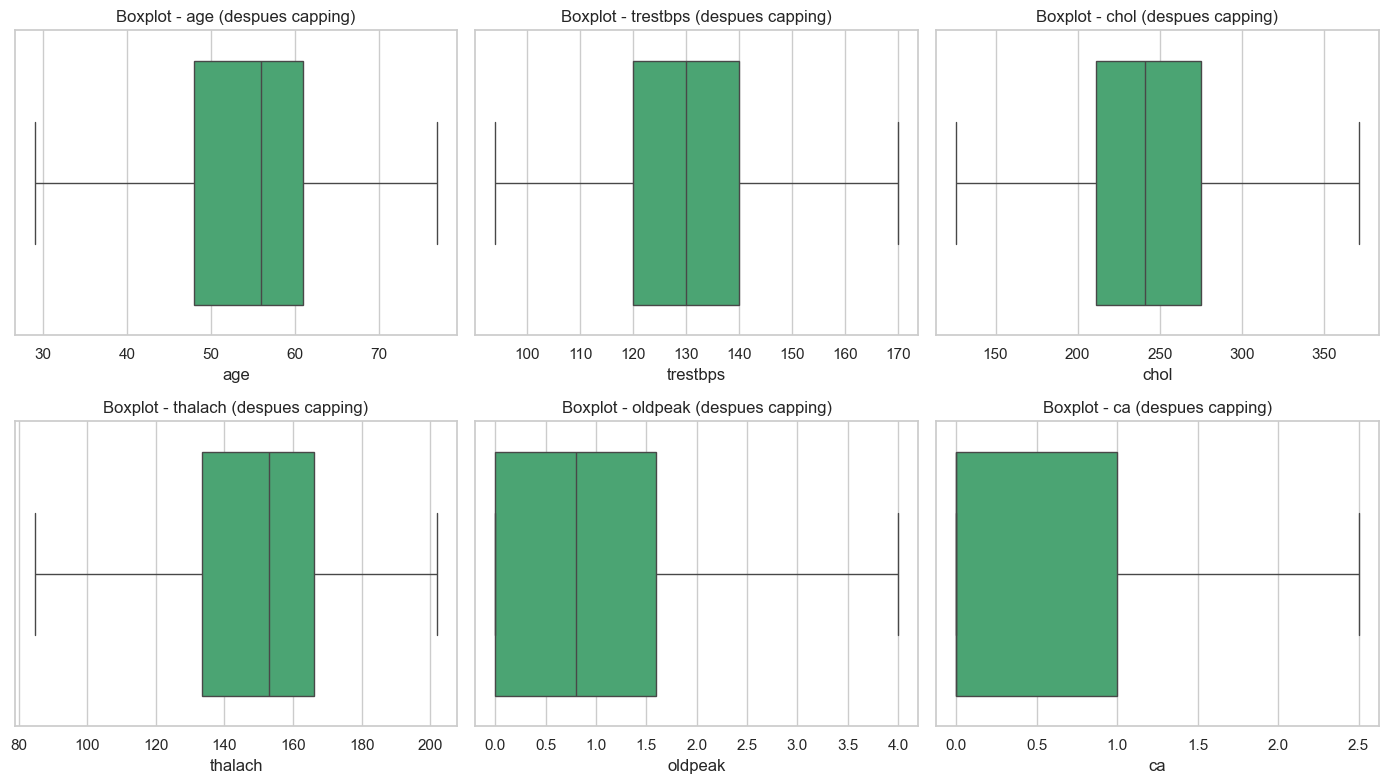 Boxplot - age (despues capping)
30 40 50 60 70
age
Boxplot - trestbps (despues capping)
100 110 120 130 140 150 160 170
trestbps
Boxplot - chol (despues capping)
150 200 250 300 350
chol
Boxplot - thalach (despues capping)
80 100 120 140 160 180 200
thalach
Boxplot - oldpeak (despues capping)
0.0 0.5 1.0 1.5 2.0 2.5 3.0 3.5 4.0
oldpeak
Boxplot - ca (despues capping)
0.0 0.5 1.0 1.5 2.0 2.5
ca